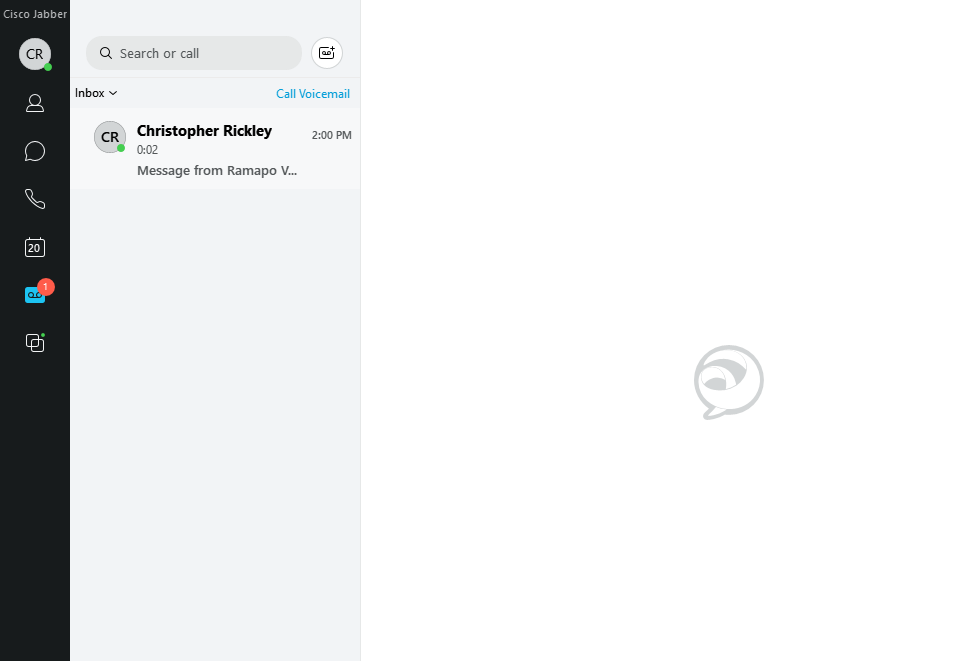 Cisco Jabber
CR
Search or call
Inbox
Call Voicemail
CR
Christopher Rickley
2:00 PM
0:02
Message from Ramapo V...
20
1